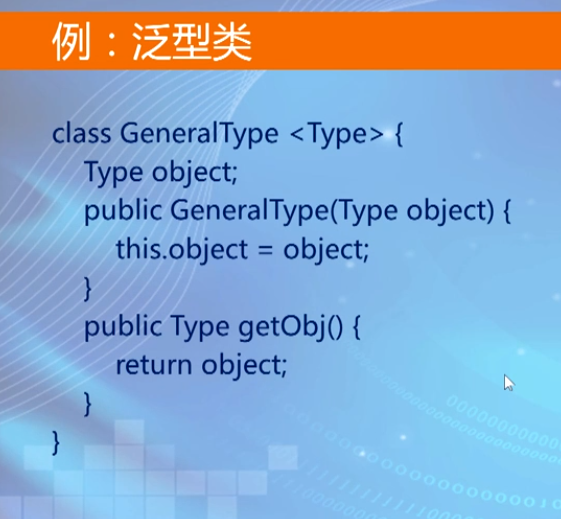 例：泛型类
class GeneralType <Type> {
Type object;
public GeneralType(Type object) {
this.object = object;
}
public Type getObj() {
return object;
}
}